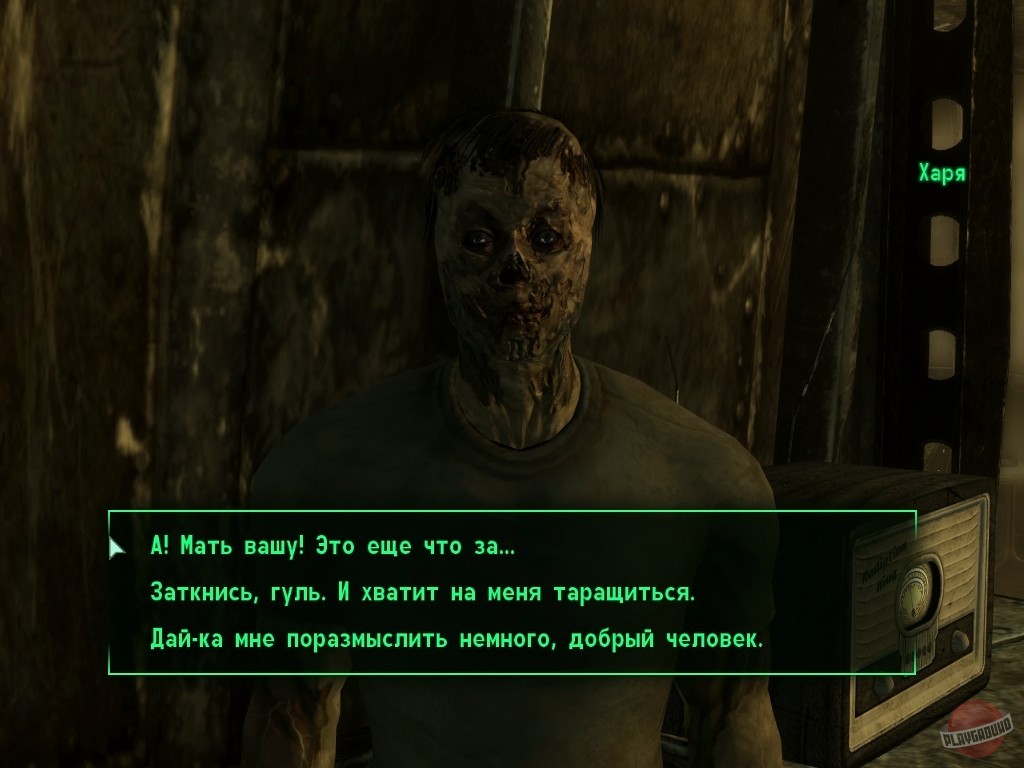 Харя
А! Мать вашу! Это еще что за...
Заткнись, гуль. И хватит на меня таращиться.
Дай-ка мне поразмыслить немного, добрый человек.
PLAYGROUND